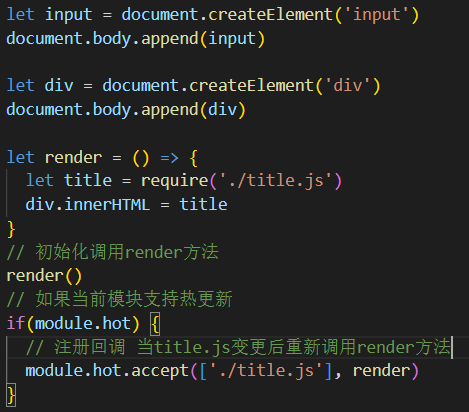 let input = document.createElement('input')
document.body.append(input)
let div = document.createElement('div')
document.body.append(div)
let render = () => {
let title = require('./title.js')
div.innerHTML = title
}
// 初始化调用render方法
render()
// 如果当前模块支持热更新
if(module.hot) {
// 注册回调 当title.js变更后重新调用render方法
module.hot.accept(['./title.js'], render)
}